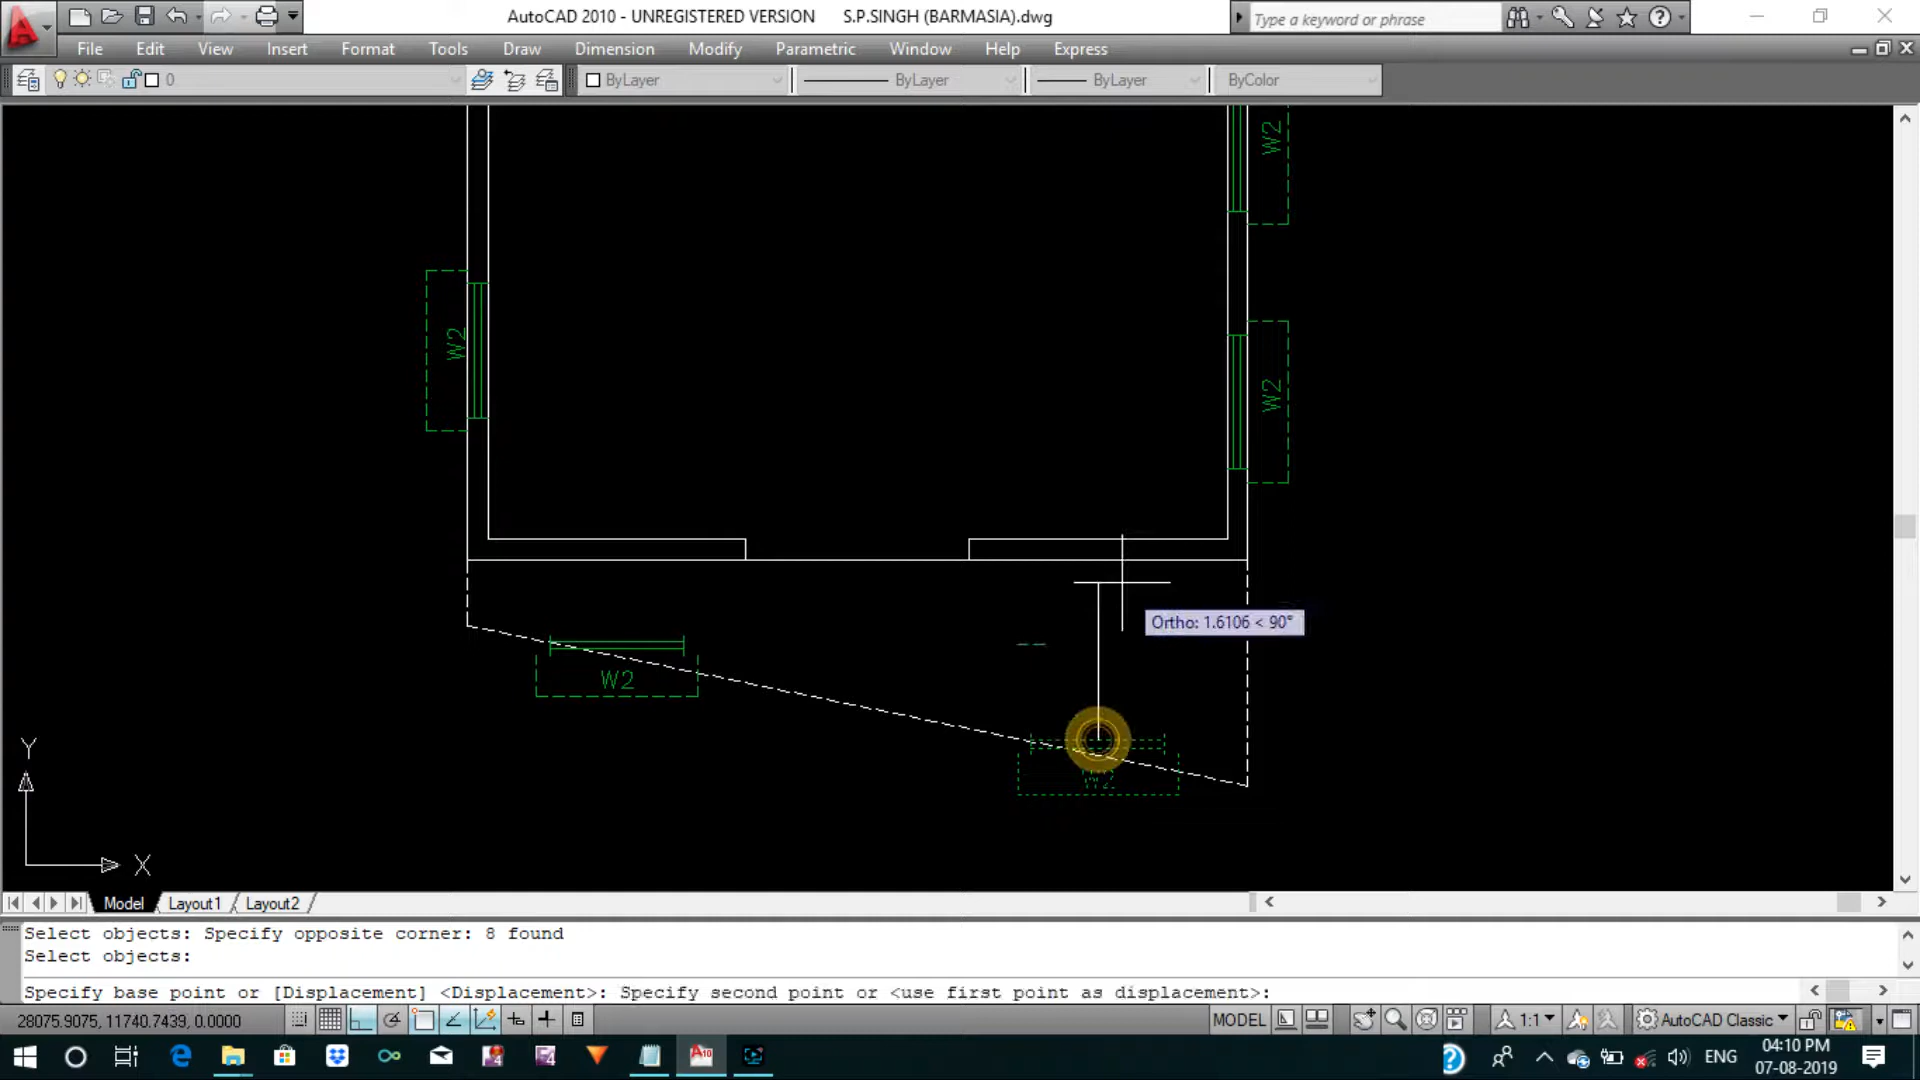 AutoCAD 2010 - UNREGISTERED VERSION S.P.SINGH (BARMASIA).dwg
Type a keyword or phrase
File Edit View Insert Format Tools Draw Dimension Modify Parametric Window Help Express
0 ByLayer ByLayer ByLayer ByColor
W2
W2
W2
Ortho: 1.6106 < 90°
W2
W2
Y
X
Model Layout1 Layout2
Select objects: Specify opposite corner: 8 found
Select objects:
Specify base point or [Displacement] <Displacement>: Specify second point or <use first point as displacement>:
28075.9075, 11740.7439, 0.0000 MODEL 1:1 AutoCAD Classic
ENG 04:10 PM
07-08-2019